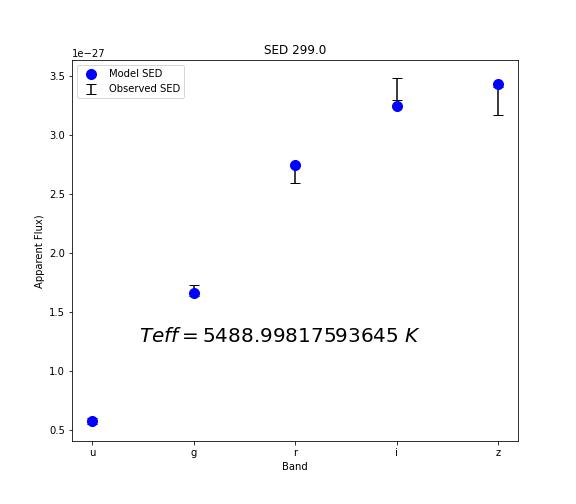 SED 299.0
1e−27
Model SED
Observed SED
3.5
3.0
2.5
2.0
1.5
1.0
0.5
Apparent Flux)
Teff = 5488.99817593645 K
u g r i z
Band